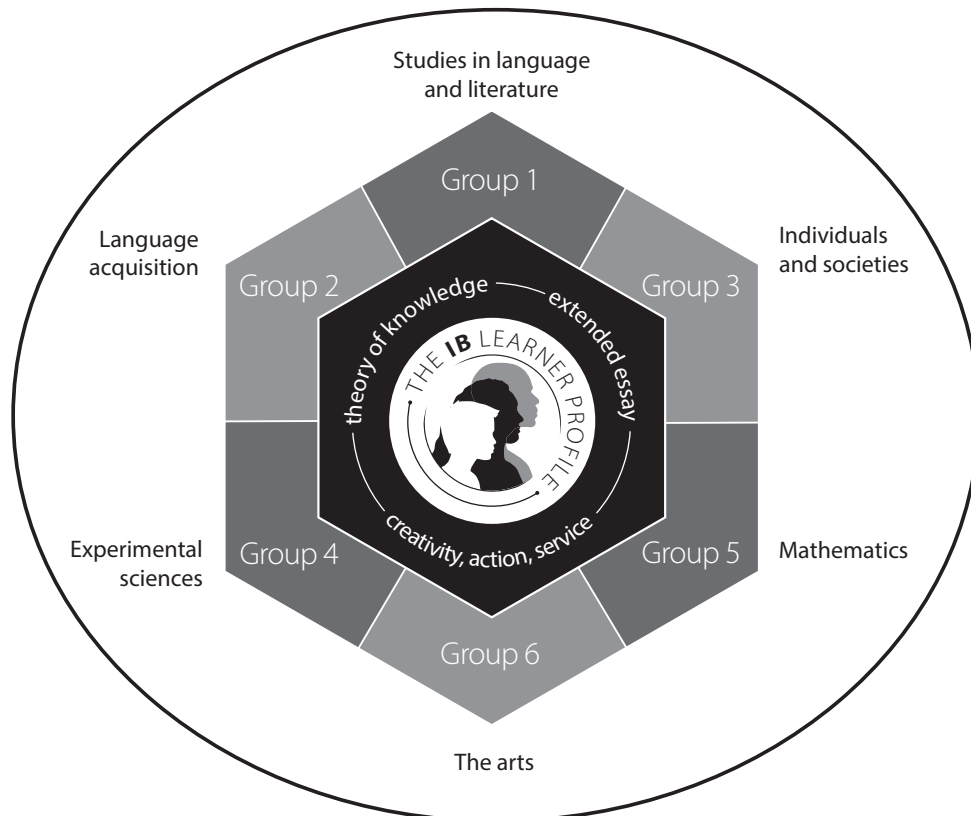 Studies in language
and literature
Group 1
Language
acquisition
Group 2
Individuals
and societies
Group 3
theory of knowledge
extended essay
THE IB LEARNER PROFILE
creativity, action, service
Experimental
sciences
Group 4
Group 5
Mathematics
Group 6
The arts